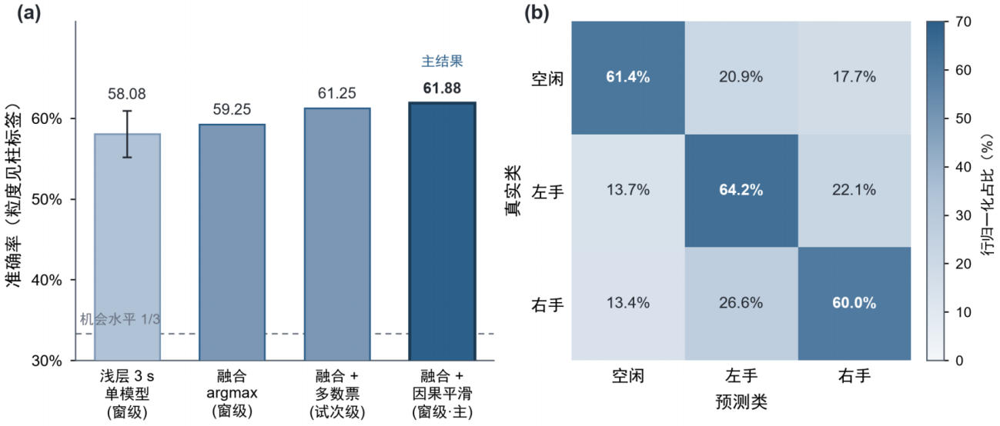 (a)
准确率（粒度见柱标签）
60%
50%
40%
30%
58.08
59.25
61.25
主结果
61.88
机会水平 1/3
浅层 3 s
单模型
(窗级)
融合
argmax
(窗级)
融合 +
多数票
(试次级)
融合 +
因果平滑
(窗级·主)
(b)
真实类
空闲
左手
右手
61.4%
20.9%
17.7%
13.7%
64.2%
22.1%
13.4%
26.6%
60.0%
空闲
左手
右手
预测类
70
60
50
40
30
20
10
0
行归一化占比（%）